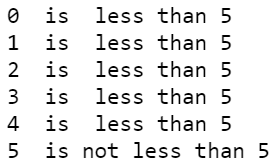 0  is  less than 5
1  is  less than 5
2  is  less than 5
3  is  less than 5
4  is  less than 5
5  is not less than 5